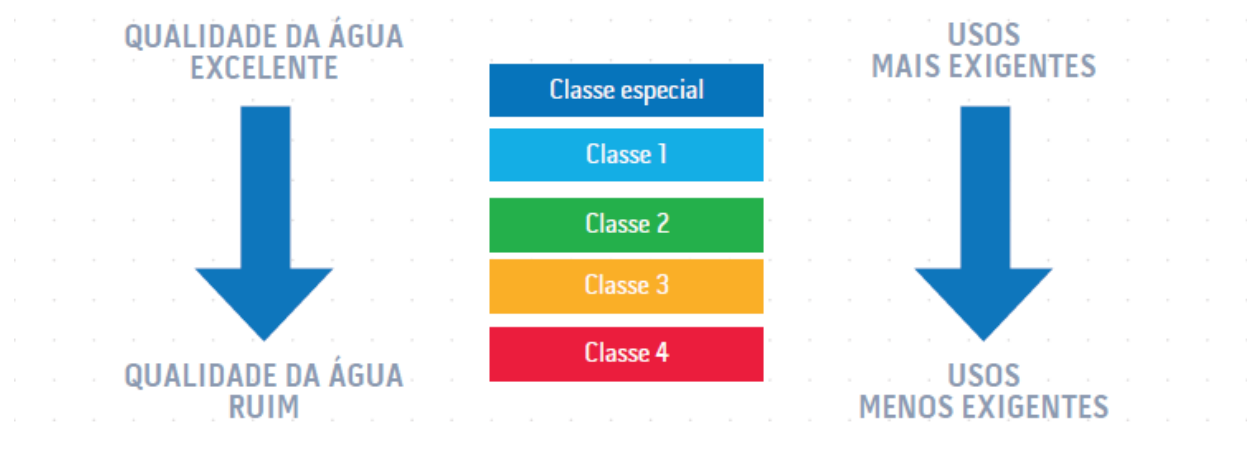 QUALIDADE DA ÁGUA
EXCELENTE
USOS
MAIS EXIGENTES
Classe especial
Classe 1
Classe 2
Classe 3
Classe 4
QUALIDADE DA ÁGUA
RUIM
USOS
MENOS EXIGENTES